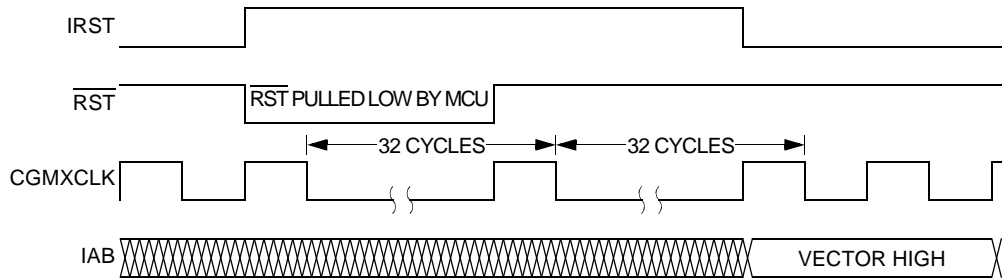 IRST
RST
RST PULLED LOW BY MCU
32 CYCLES
32 CYCLES
CGMXCLK
IAB
VECTOR HIGH